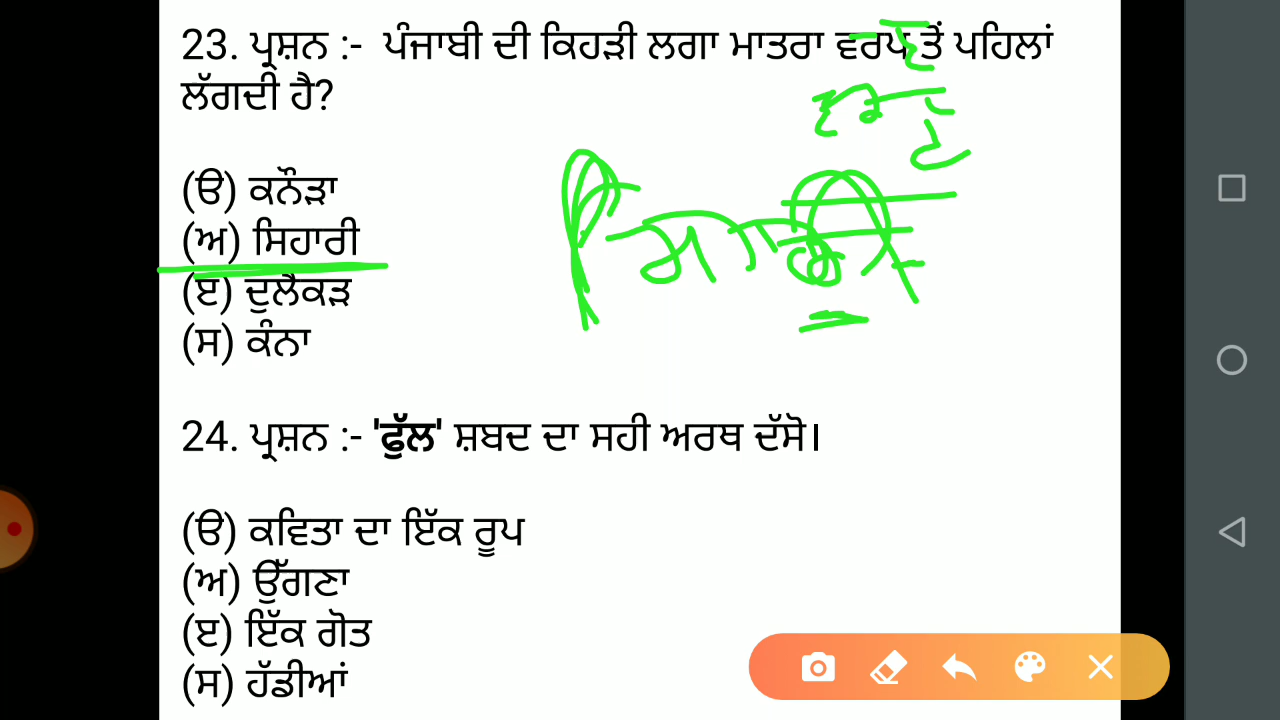 23. ਪ੍ਰਸ਼ਨ :- ਪੰਜਾਬੀ ਦੀ ਕਿਹੜੀ ਲਗਾ ਮਾਤਰਾ ਵਰਣ ਤੋਂ ਪਹਿਲਾਂ
ਲੱਗਦੀ ਹੈ?
(ੳ) ਕਨੌੜਾ
(ਅ) ਸਿਹਾਰੀ
(ੲ) ਦੁਲੈਂਕੜ
(ਸ) ਕੰਨਾ
24. ਪ੍ਰਸ਼ਨ :- 'ਫੁੱਲ' ਸ਼ਬਦ ਦਾ ਸਹੀ ਅਰਥ ਦੱਸੋ।
(ੳ) ਕਵਿਤਾ ਦਾ ਇੱਕ ਰੂਪ
(ਅ) ਉੱਗਣਾ
(ੲ) ਇੱਕ ਗੋਤ
(ਸ) ਹੱਡੀਆਂ